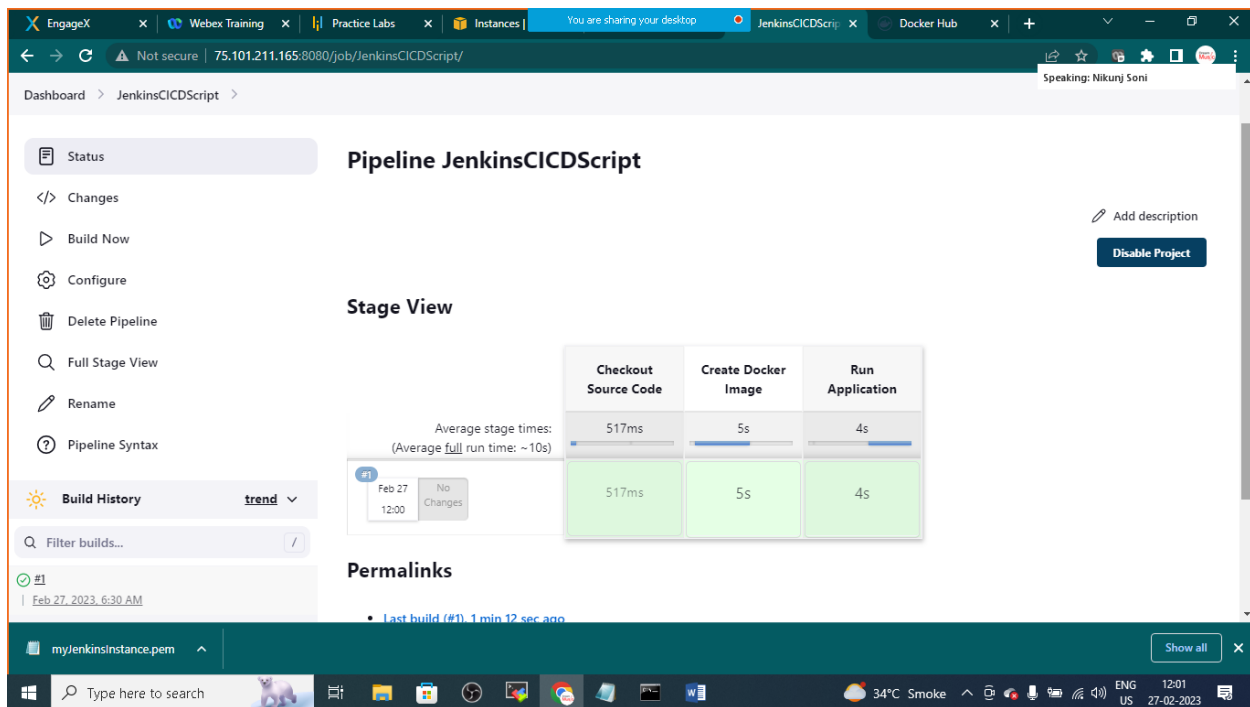 EngageX
Webex Training
Practice Labs
Instances |
You are sharing your desktop
JenkinsCICDScrip
Docker Hub
Not secure | 75.101.211.165:8080/job/JenkinsCICDScript/
Speaking: Nikunj Soni
Dashboard > JenkinsCICDScript >
Status
Changes
Build Now
Configure
Delete Pipeline
Full Stage View
Rename
Pipeline Syntax
Build History trend
Filter builds... /
#1
Feb 27, 2023, 6:30 AM
Pipeline JenkinsCICDScript
Add description
Disable Project
Stage View
Checkout
Source Code
Create Docker
Image
Run
Application
Average stage times:
(Average full run time: ~10s)
517ms 5s 4s
#1
Feb 27
12:00
No
Changes
517ms 5s 4s
Permalinks
Last build (#1), 1 min 12 sec ago
myJenkinsInstance.pem
Show all
Type here to search
34°C Smoke
ENG
US
12:01
27-02-2023